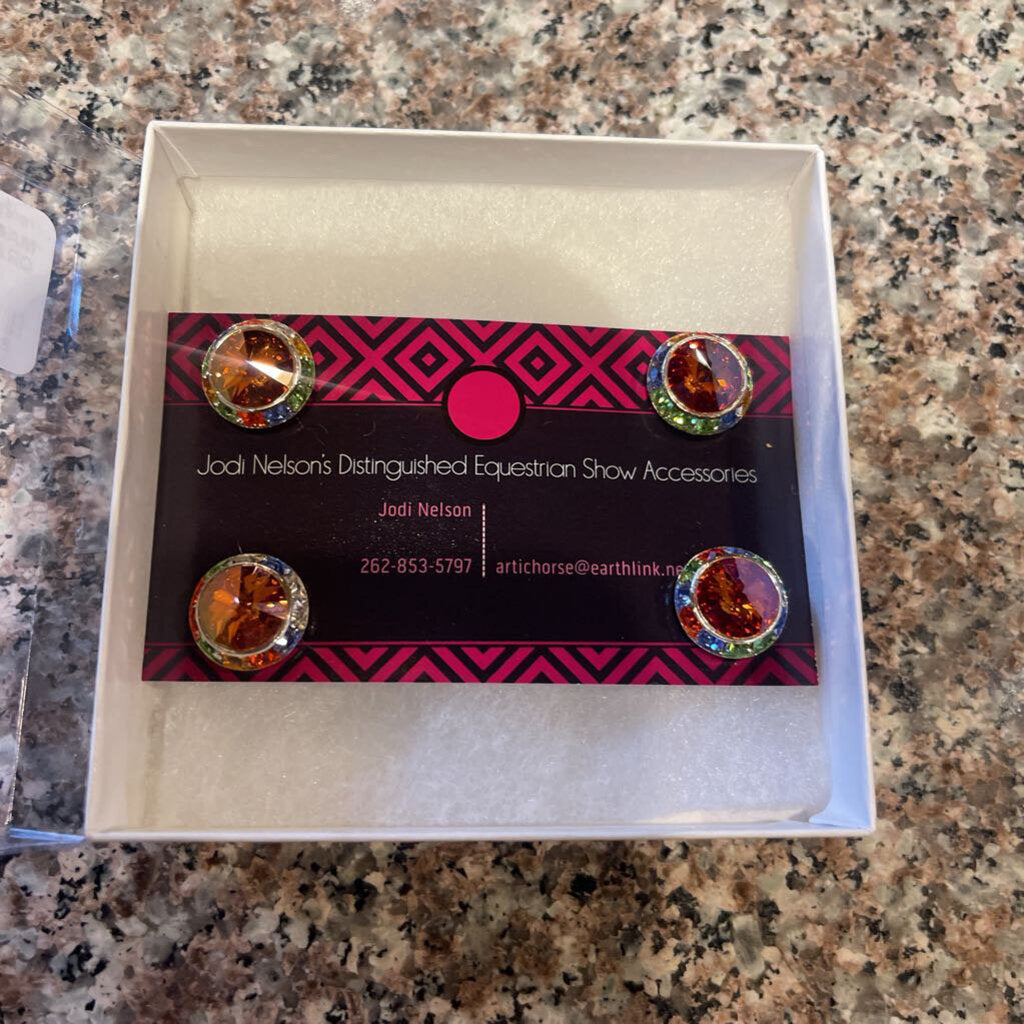 Jodi Nelson's Distinguished Equestrian Show Accessories
Jodi Nelson
262-853-5797
artichorse@earthlink.ne